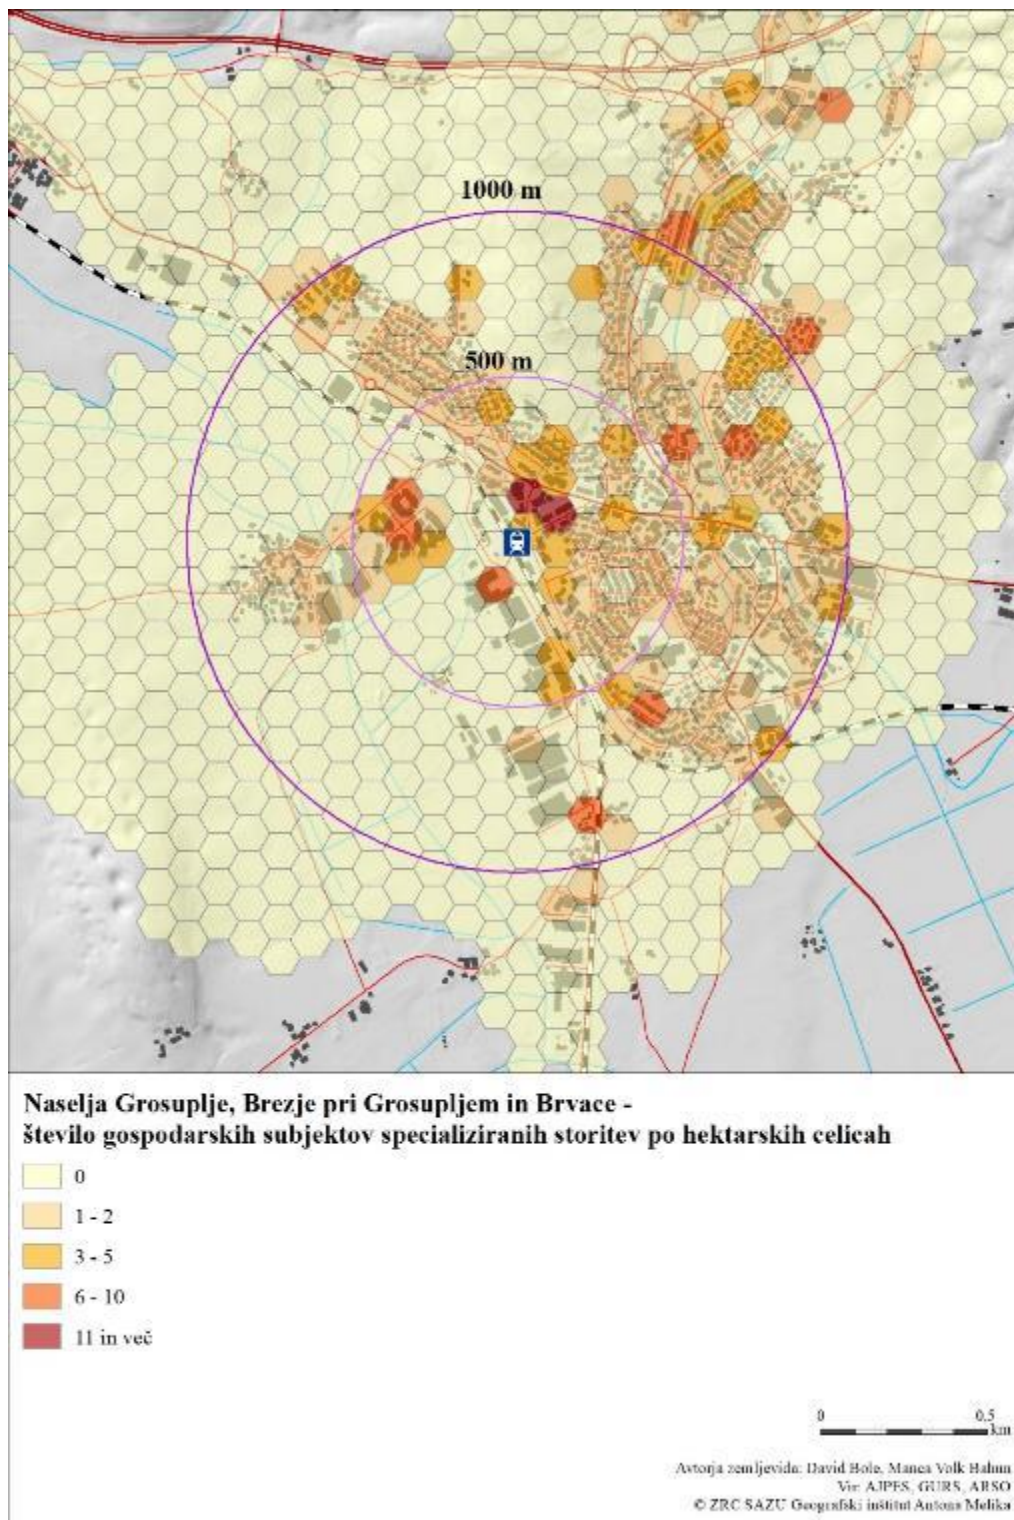 1000 m
500 m
Naselja Grosuplje, Brezje pri Grosupljem in Brvace -
število gospodarskih subjektov specializiranih storitev po hektarskih celicah
0
1 - 2
3 - 5
6 - 10
11 in več
0 0,5
km
Avtorja zemljevida: David Bole, Manca Volk Bahun
Vir: AJPES, GURS, ARSO
© ZRC SAZU Geografski inštitut Antona Melika